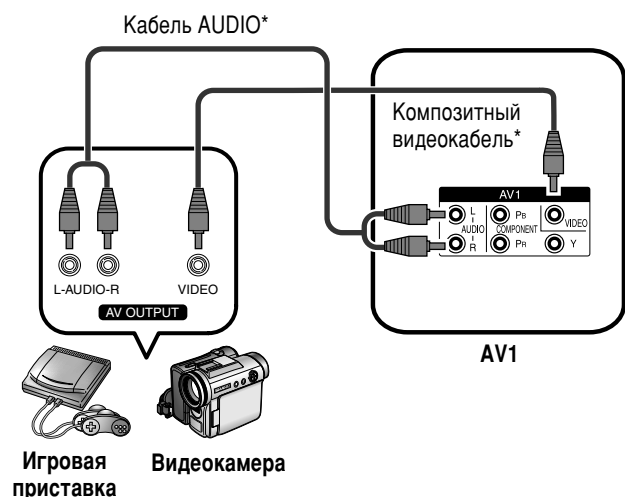 Кабель AUDIO*
Композитный
видеокабель*
AV1
L
AUDIO
R
PB
COMPONENT
PR
VIDEO
Y
L-AUDIO-R
VIDEO
AV OUTPUT
AV1
Игровая
приставка
Видеокамера